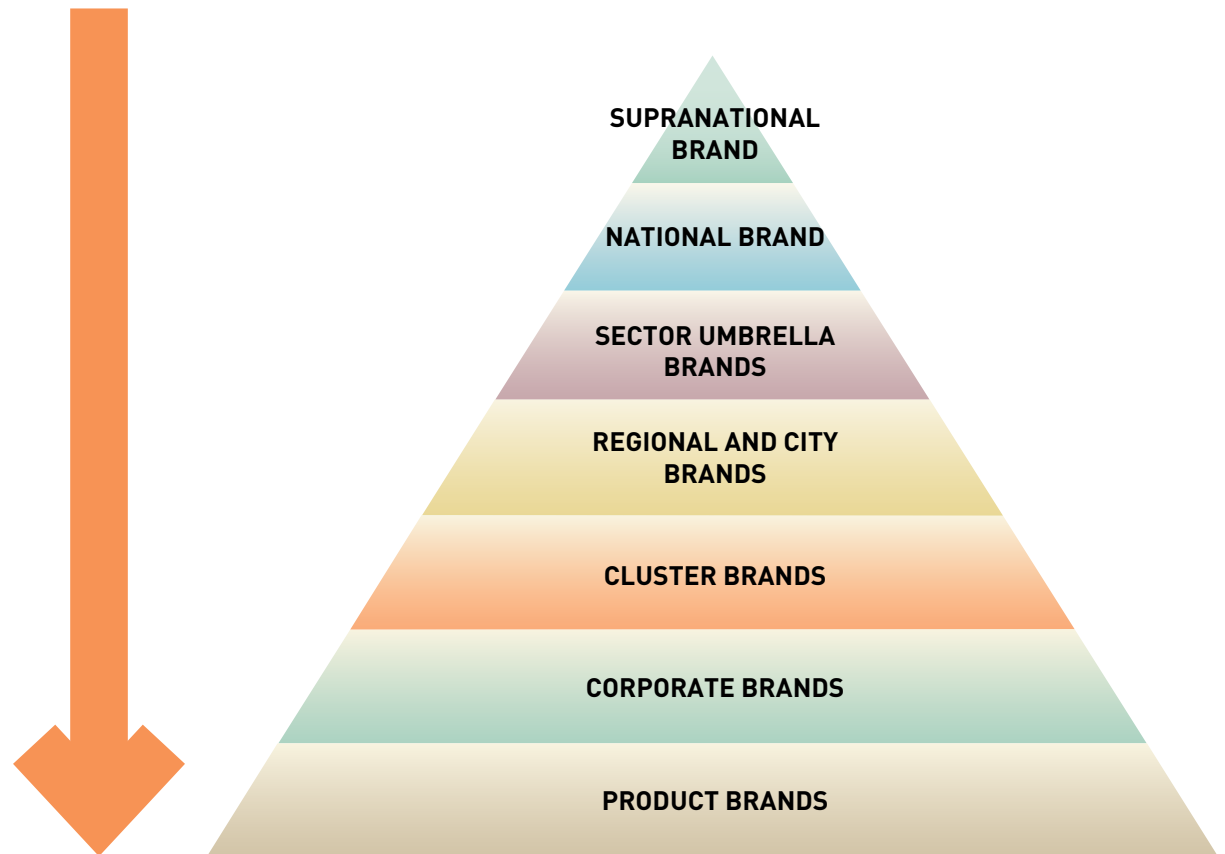 SUPRANATIONAL
BRAND
NATIONAL BRAND
SECTOR UMBRELLA
BRANDS
REGIONAL AND CITY
BRANDS
CLUSTER BRANDS
CORPORATE BRANDS
PRODUCT BRANDS